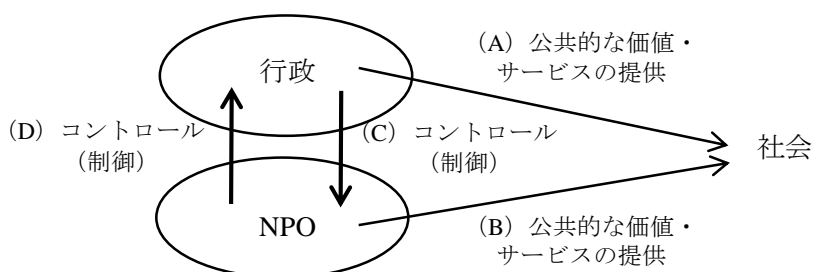 (A) 公共的な価値・
サービスの提供
行政
(D) コントロール
(制御)
(C) コントロール
(制御)
社会
NPO
(B) 公共的な価値・
サービスの提供